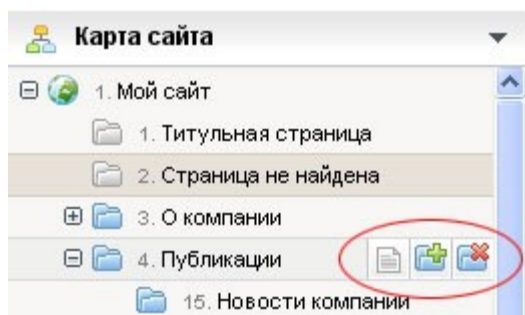 Карта сайта
1. Мой сайт
1. Титульная страница
2. Страница не найдена
3. О компании
4. Публикации
15. Новости компании